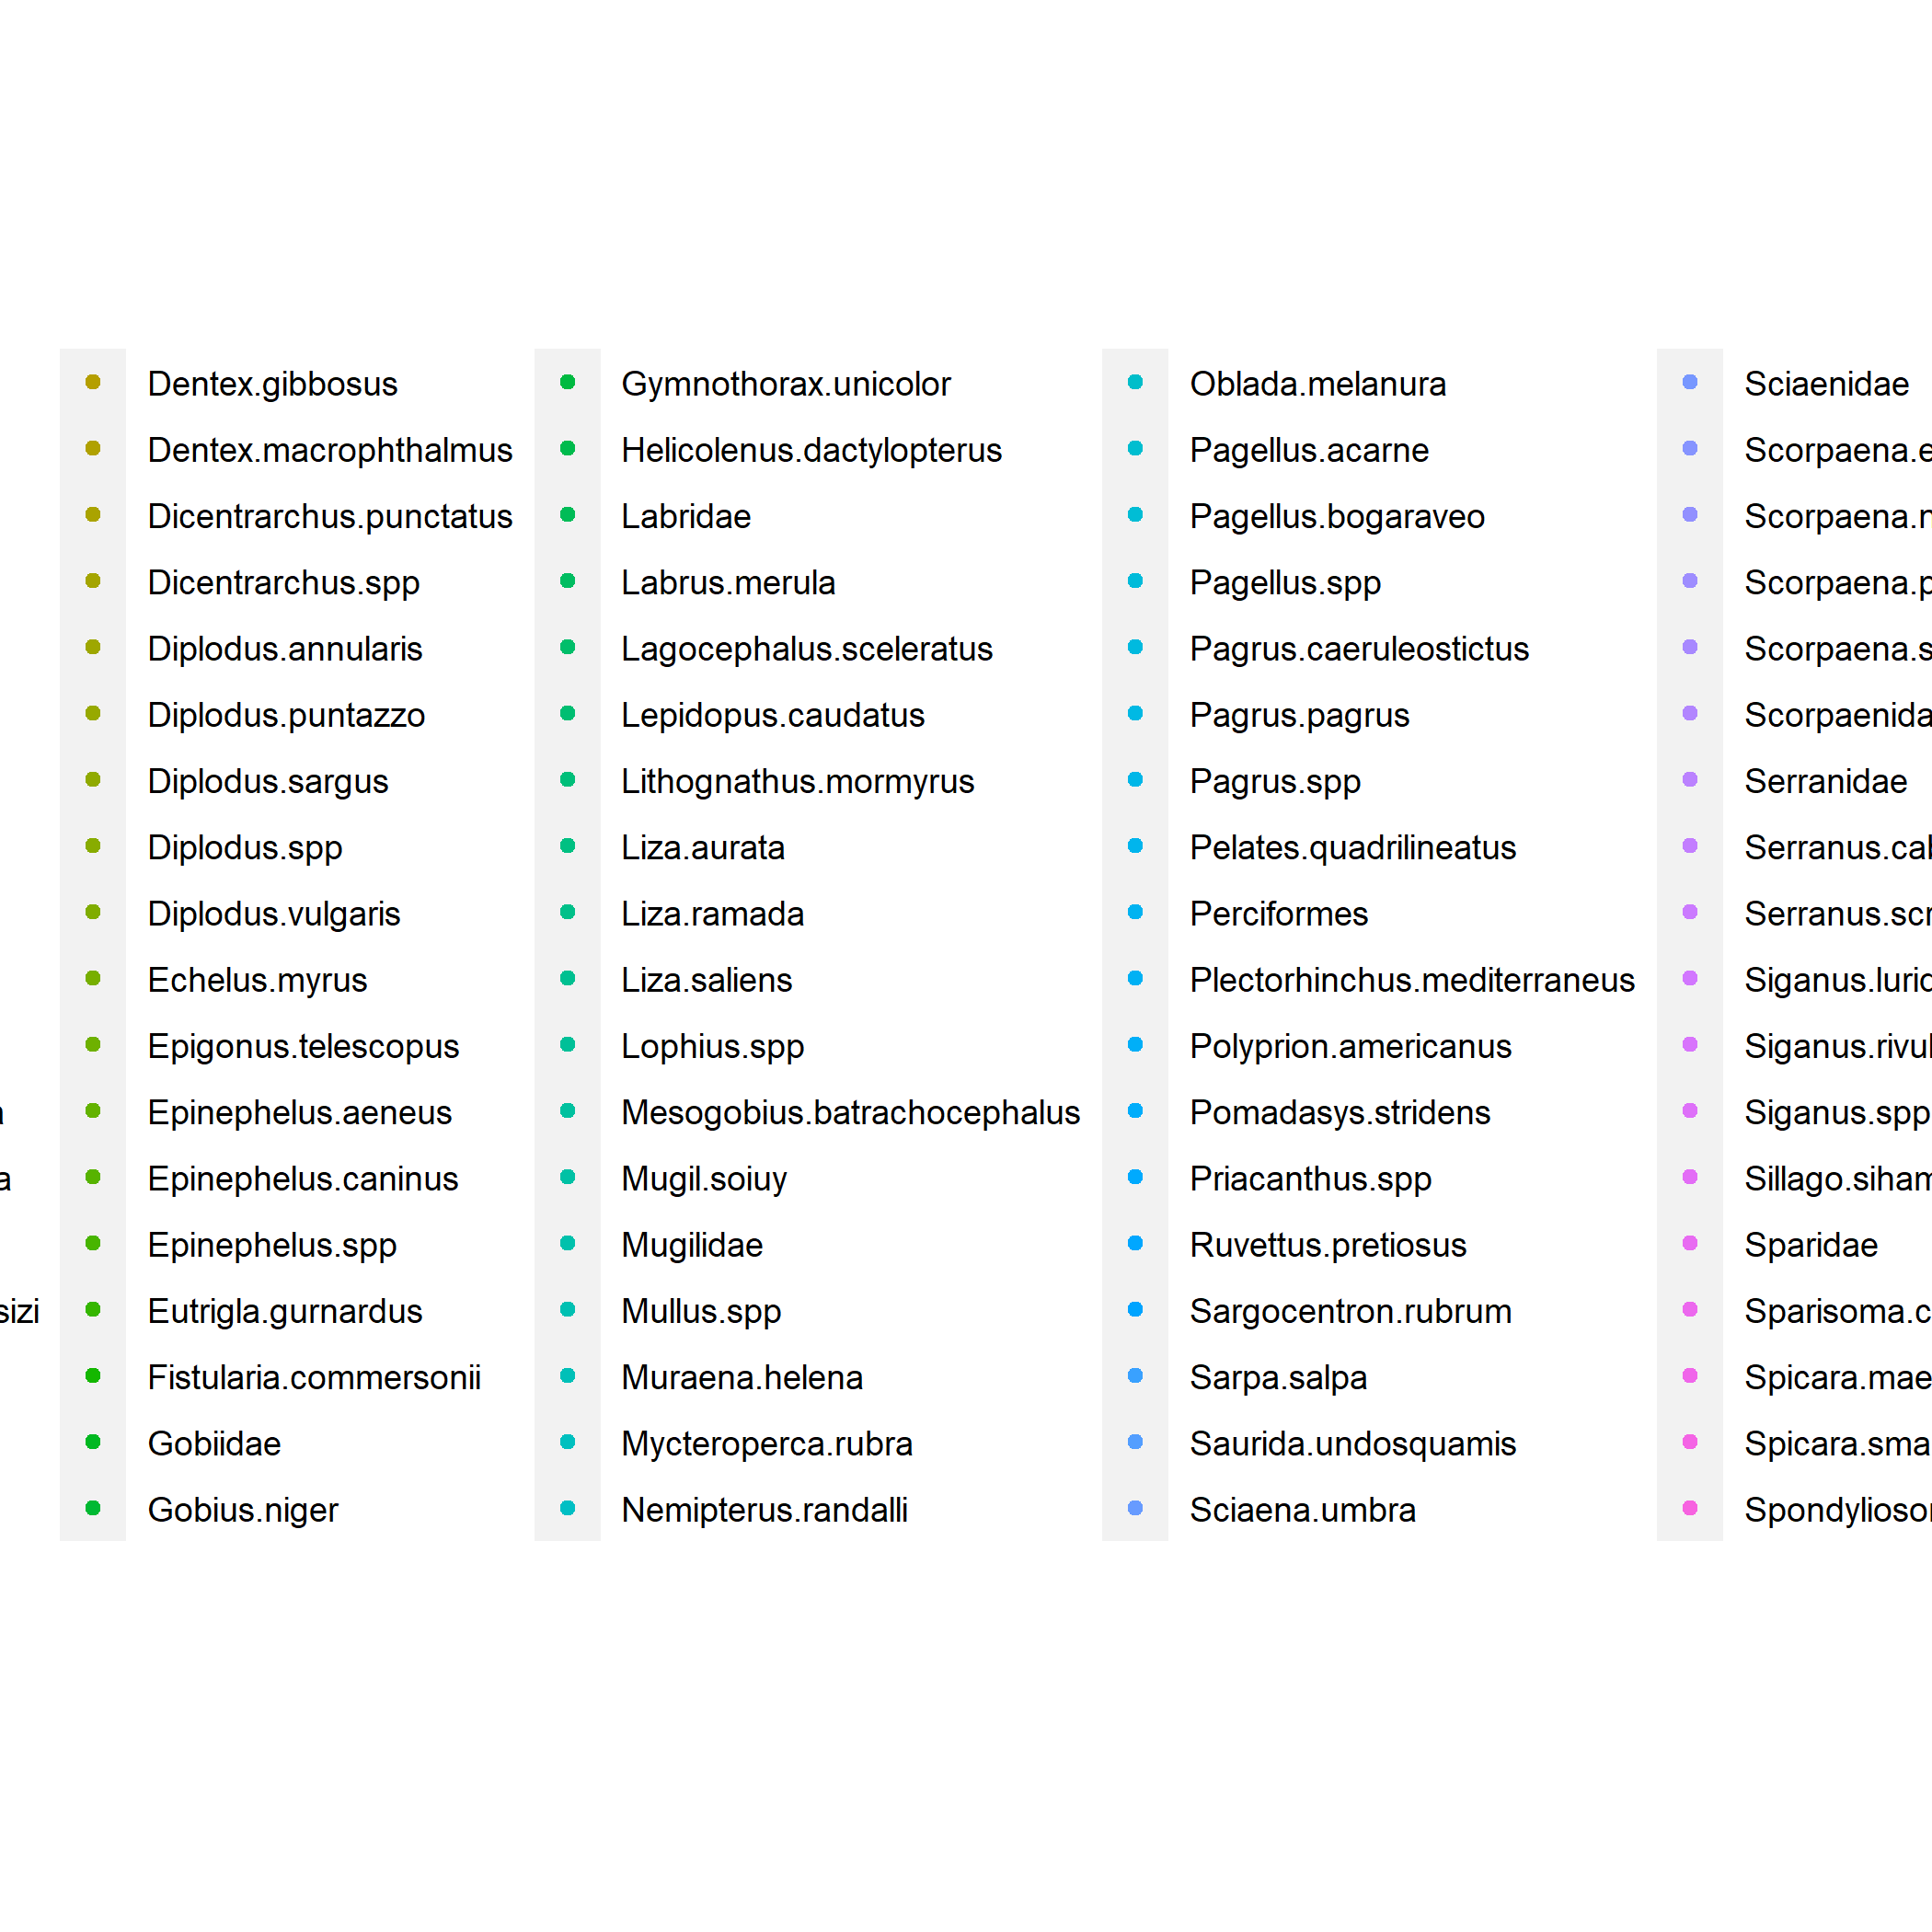 Dentex.gibbosus
Dentex.macrophthalmus
Dicentrarchus.punctatus
Dicentrarchus.spp
Diplodus.annularis
Diplodus.puntazzo
Diplodus.sargus
Diplodus.spp
Diplodus.vulgaris
Echelus.myrus
Epigonus.telescopus
Epinephelus.aeneus
Epinephelus.caninus
Epinephelus.spp
Eutrigla.gurnardus
Fistularia.commersonii
Gobiidae
Gobius.niger
Gymnothorax.unicolor
Helicolenus.dactylopterus
Labridae
Labrus.merula
Lagocephalus.sceleratus
Lepidopus.caudatus
Lithognathus.mormyrus
Liza.aurata
Liza.ramada
Liza.saliens
Lophius.spp
Mesogobius.batrachocephalus
Mugil.soiuy
Mugilidae
Mullus.spp
Muraena.helena
Mycteroperca.rubra
Nemipterus.randalli
Oblada.melanura
Pagellus.acarne
Pagellus.bogaraveo
Pagellus.spp
Pagrus.caeruleostictus
Pagrus.pagrus
Pagrus.spp
Pelates.quadrilineatus
Perciformes
Plectorhinchus.mediterraneus
Polyprion.americanus
Pomadasys.stridens
Priacanthus.spp
Ruvettus.pretiosus
Sargocentron.rubrum
Sarpa.salpa
Saurida.undosquamis
Sciaena.umbra
Sciaenidae
Scorpaena.
Scorpaena.
Scorpaena.
Scorpaena.
Scorpaenida
Serranidae
Serranus.
Serranus.scr
Siganus.
Siganus.
Siganus.spp
Sillago.
Sparidae
Sparisoma.c
Spicara.mae
Spicara.sma